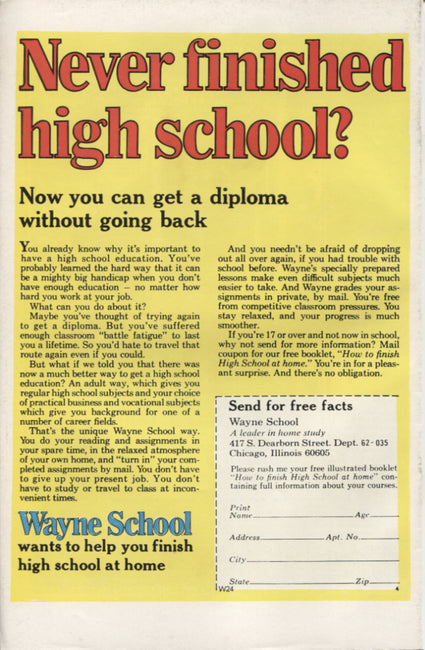 Never finished
high school?
Now you can get a diploma
without going back
You already know why it's important to
have a high school education. You've
probably learned the hard way that it can
be a mighty big handicap when you don't
have enough education — no matter how
hard you work at your job.
What can you do about it?
Maybe you've thought of trying again
to get a diploma. But you've suffered
enough classroom "battle fatigue" to last
you a lifetime. So you'd hate to travel that
route again even if you could.
But what if we told you that there was
now a much better way to get a high school
education? An adult way, which gives you
regular high school subjects and your choice
of practical business and vocational subjects
which give you background for one of a
number of career fields.
That's the unique Wayne School way.
You do your reading and assignments in
your spare time, in the relaxed atmosphere
of your own home, and "turn in" your com-
pleted assignments by mail. You don't have
to give up your present job. You don't
have to study or travel to class at incon-
venient times.
Wayne School
wants to help you finish
high school at home
And you needn't be afraid of dropping
out all over again, if you had trouble with
school before. Wayne's specially prepared
lessons make even difficult subjects much
easier to take. And Wayne grades your as-
signments in private, by mail. You're free
from competitive classroom pressures. You
stay relaxed, and your progress is much
smoother.
If you're 17 or over and not now in school,
why not send for more information? Mail
coupon for our free booklet, "How to finish
High School at home." You're in for a pleas-
ant surprise. And there's no obligation.
Send for free facts
Wayne School
A leader in home study
417 S. Dearborn Street. Dept. 62-035
Chicago, Illinois 60605
Please rush me your free illustrated booklet
"How to finish High School at home" con-
taining full information about your courses.
Print
Name Age
Address Apt. No.
City
State Zip
W24 4